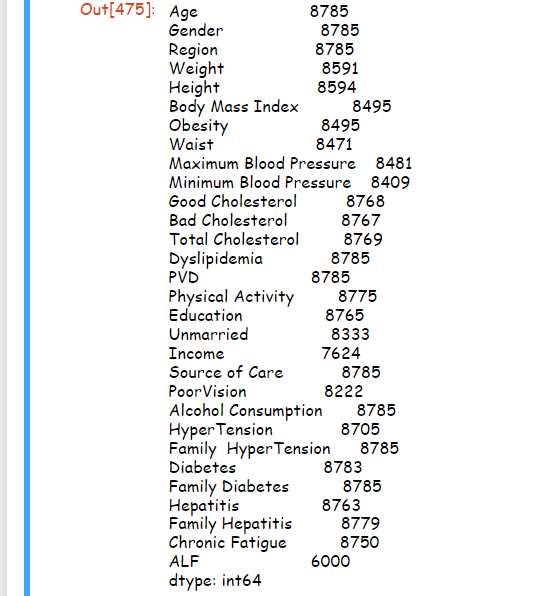 Out[475]: Age 8785
Gender 8785
Region 8785
Weight 8591
Height 8594
Body Mass Index 8495
Obesity 8495
Waist 8471
Maximum Blood Pressure 8481
Minimum Blood Pressure 8409
Good Cholesterol 8768
Bad Cholesterol 8767
Total Cholesterol 8769
Dyslipidemia 8785
PVD 8785
Physical Activity 8775
Education 8765
Unmarried 8333
Income 7624
Source of Care 8785
PoorVision 8222
Alcohol Consumption 8785
HyperTension 8705
Family  HyperTension 8785
Diabetes 8783
Family Diabetes 8785
Hepatitis 8763
Family Hepatitis 8779
Chronic Fatigue 8750
ALF 6000
dtype: int64